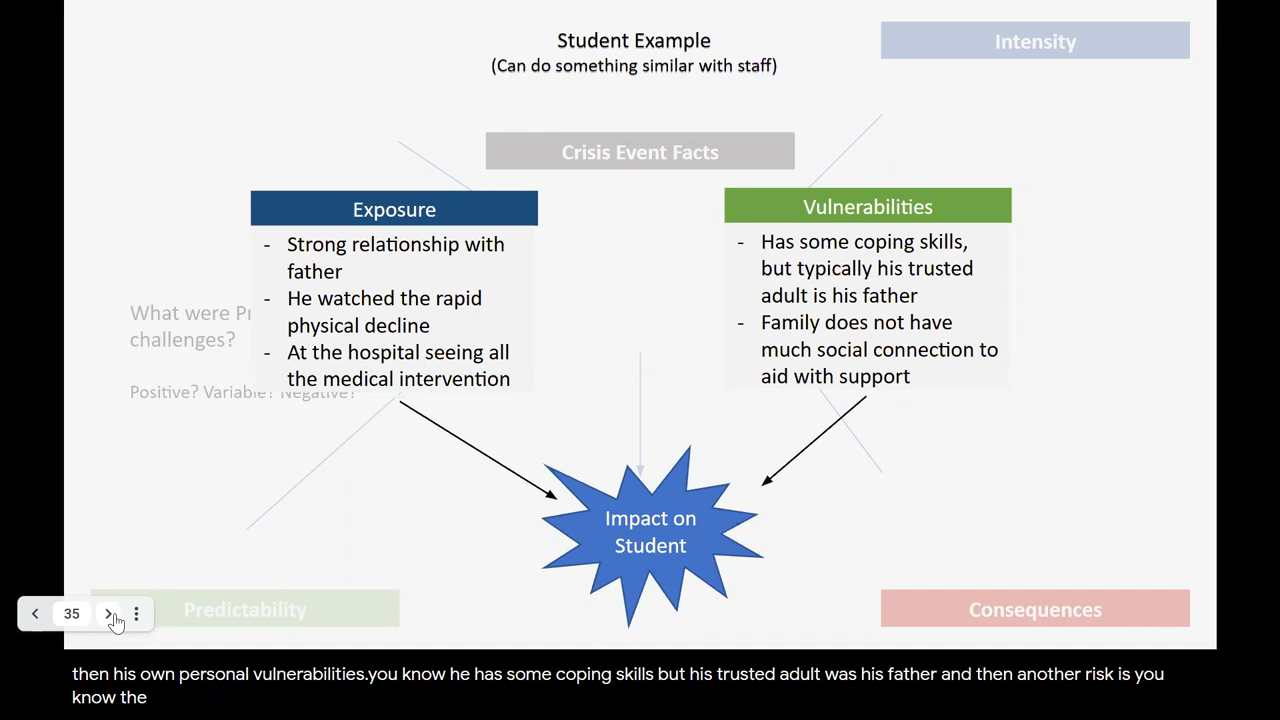 Student Example
(Can do something similar with staff)
Intensity
Crisis Event Facts
Exposure
- Strong relationship with
father
- He watched the rapid
physical decline
- At the hospital seeing all
the medical intervention
Vulnerabilities
- Has some coping skills,
but typically his trusted
adult is his father
- Family does not have
much social connection to
aid with support
What were
challenges?
Positive? Variable? Negative?
Impact on
Student
35
Predictability
Consequences
then his own personal vulnerabilities.you know he has some coping skills but his trusted adult was his father and then another risk is you
know the